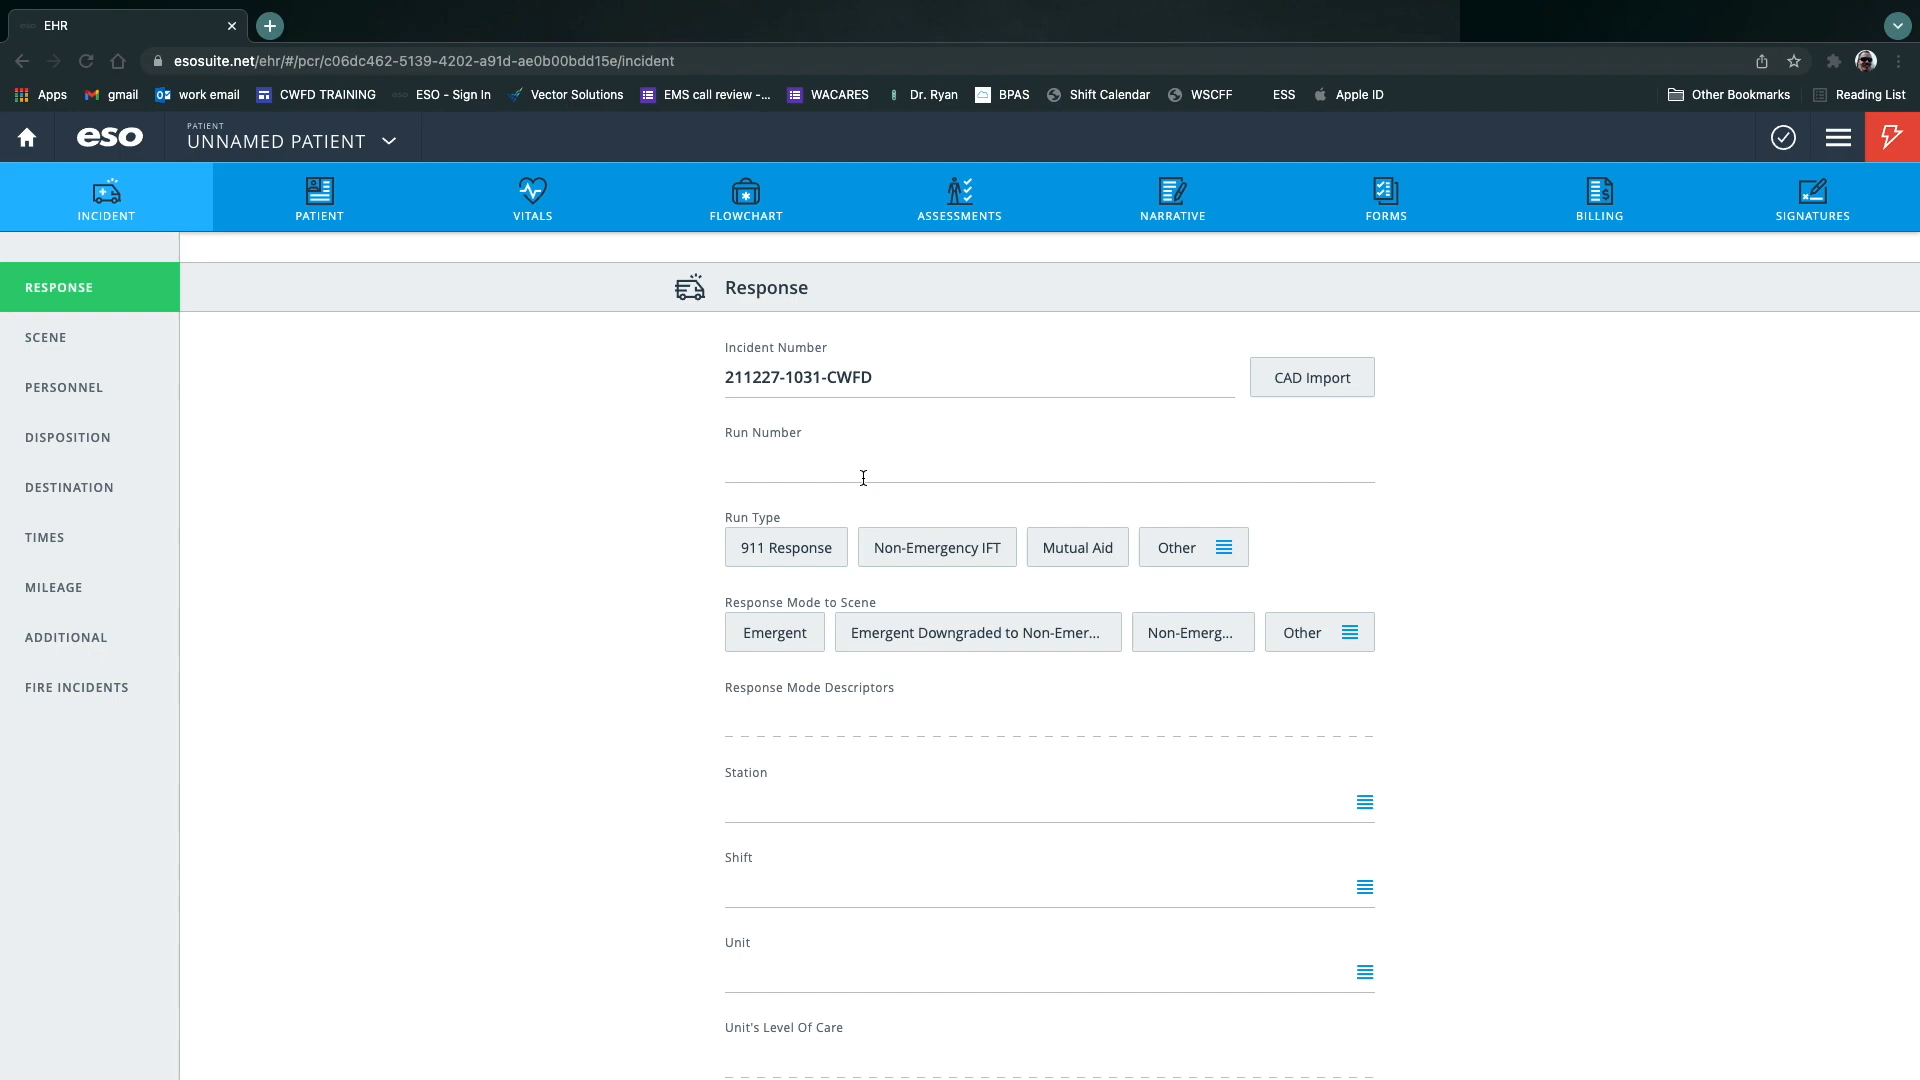 EHR
esosuite.net/ehr/#/pcr/c06dc462-5139-4202-a91d-ae0b00bdd15e/incident
Apps gmail work email CWFD TRAINING ESO - Sign In Vector Solutions EMS call review -... WACARES Dr. Ryan BPAS Shift Calendar WSCFF ESS Apple ID Other Bookmarks Reading List
eso
PATIENT
UNNAMED PATIENT
INCIDENT PATIENT VITALS FLOWCHART ASSESSMENTS NARRATIVE FORMS BILLING SIGNATURES
RESPONSE
SCENE
PERSONNEL
DISPOSITION
DESTINATION
TIMES
MILEAGE
ADDITIONAL
FIRE INCIDENTS
Response
Incident Number
211227-1031-CWFD CAD Import
Run Number
Run Type
911 Response Non-Emergency IFT Mutual Aid Other
Response Mode to Scene
Emergent Emergent Downgraded to Non-Emer... Non-Emerg... Other
Response Mode Descriptors
Station
Shift
Unit
Unit's Level Of Care